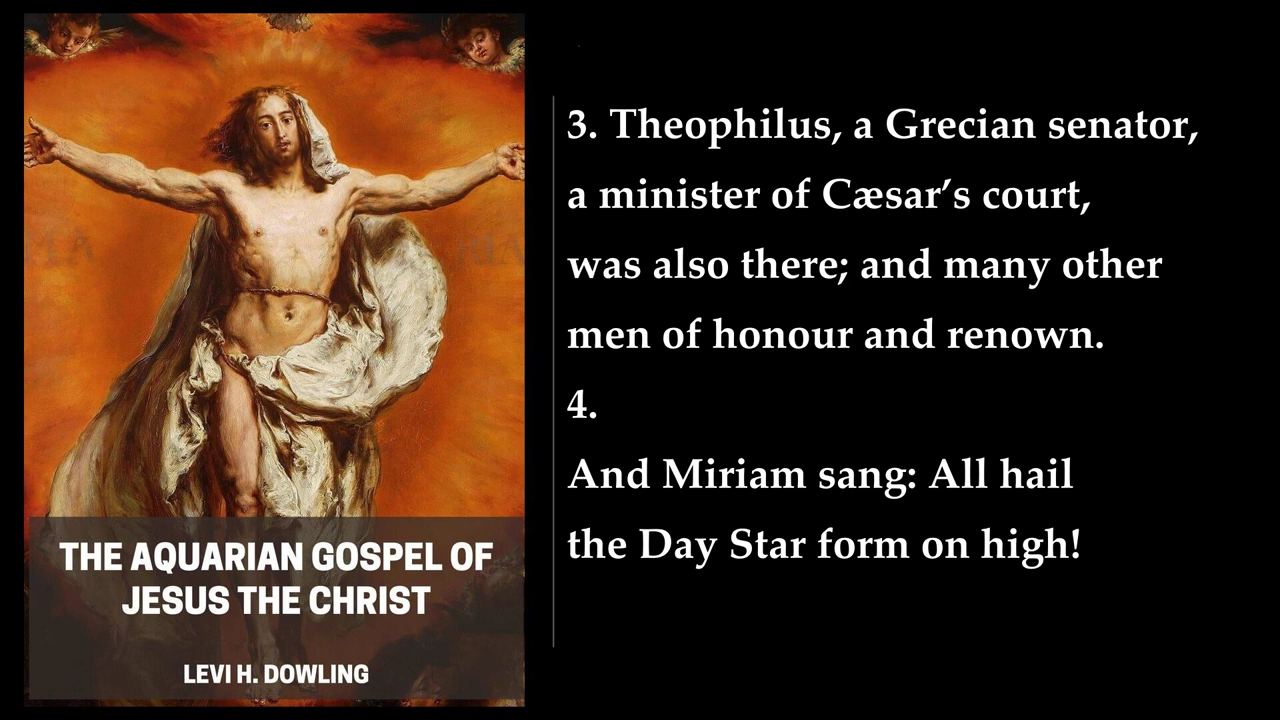 THE AQUARIAN GOSPEL OF
JESUS THE CHRIST
LEVI H. DOWLING
3. Theophilus, a Grecian senator,
a minister of Cæsar’s court,
was also there; and many other
men of honour and renown.
4.
And Miriam sang: All hail
the Day Star form on high!